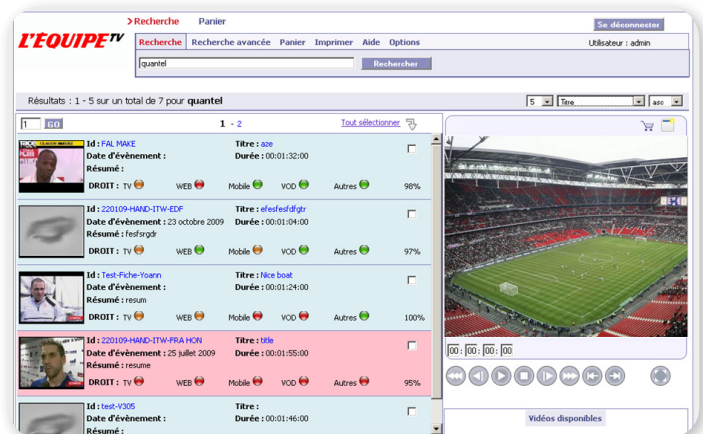 Recherche Panier
Se déconnecter
L'ÉQUIPE TV
Recherche Recherche avancée Panier Imprimer Aide Options
Utilisateur : admin
quantel Rechercher
Résultats : 1 - 5 sur un total de 7 pour quantel
5 Titre asc
1 GO 1 - 2 Tout sélectionner
Id : FAL MAKE Titre : aze
Date d'évènement : Durée : 00:01:32:00
Résumé :
DROIT : TV WEB Mobile VOD Autres 98%
Id : 220109-HAND-ITW-EDF Titre : efesfesfdfgtr
Date d'évènement : 23 octobre 2009 Durée : 00:01:04:00
Résumé : fesfsrgdr
DROIT : TV WEB Mobile VOD Autres 97%
Id : Test-Fiche-Yoann Titre : Nice boat
Date d'évènement : Durée : 00:01:24:00
Résumé : resum
DROIT : TV WEB Mobile VOD Autres 100%
Id : 220109-HAND-ITW-FRA HON Titre : title
Date d'évènement : 25 juillet 2009 Durée : 00:01:55:00
Résumé : resume
DROIT : TV WEB Mobile VOD Autres 95%
Id : test-V305 Titre :
Date d'évènement : Durée : 00:01:46:00
Résumé :
00 : 00 : 00 : 00
Vidéos disponibles